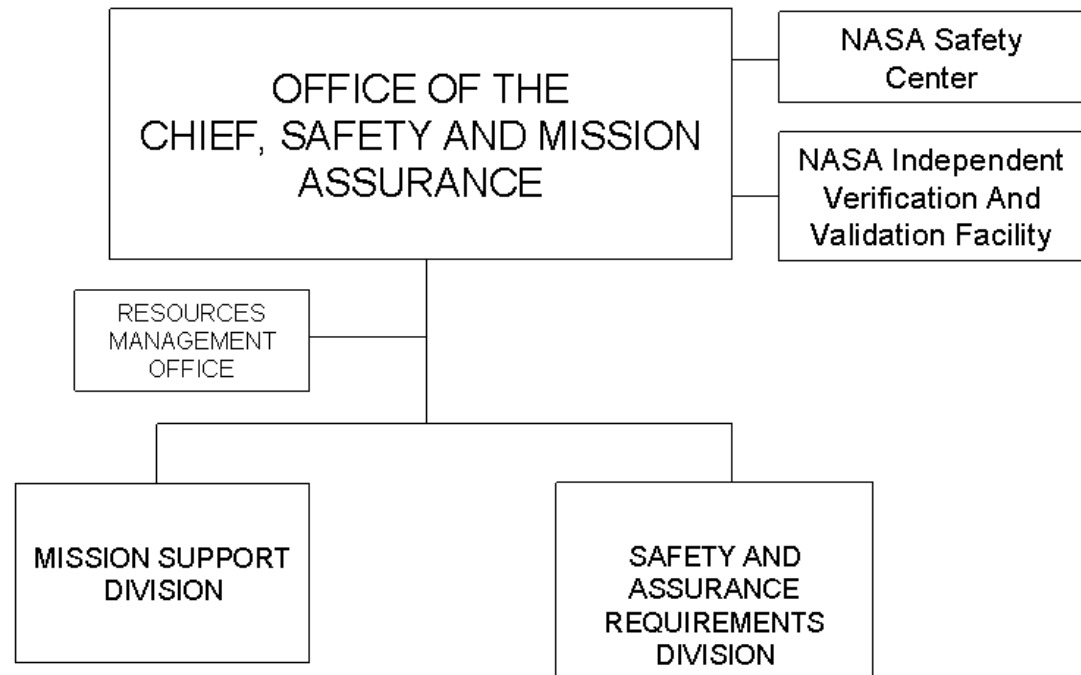 OFFICE OF THE
CHIEF, SAFETY AND MISSION
ASSURANCE
NASA Safety
Center
NASA Independent
Verification And
Validation Facility
RESOURCES
MANAGEMENT
OFFICE
MISSION SUPPORT
DIVISION
SAFETY AND
ASSURANCE
REQUIREMENTS
DIVISION